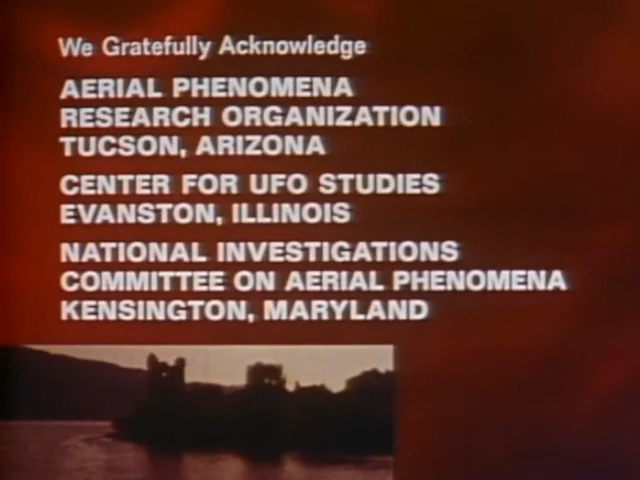 We Gratefully Acknowledge
AERIAL PHENOMENA
RESEARCH ORGANIZATION
TUCSON, ARIZONA
CENTER FOR UFO STUDIES
EVANSTON, ILLINOIS
NATIONAL INVESTIGATIONS
COMMITTEE ON AERIAL PHENOMENA
KENSINGTON, MARYLAND